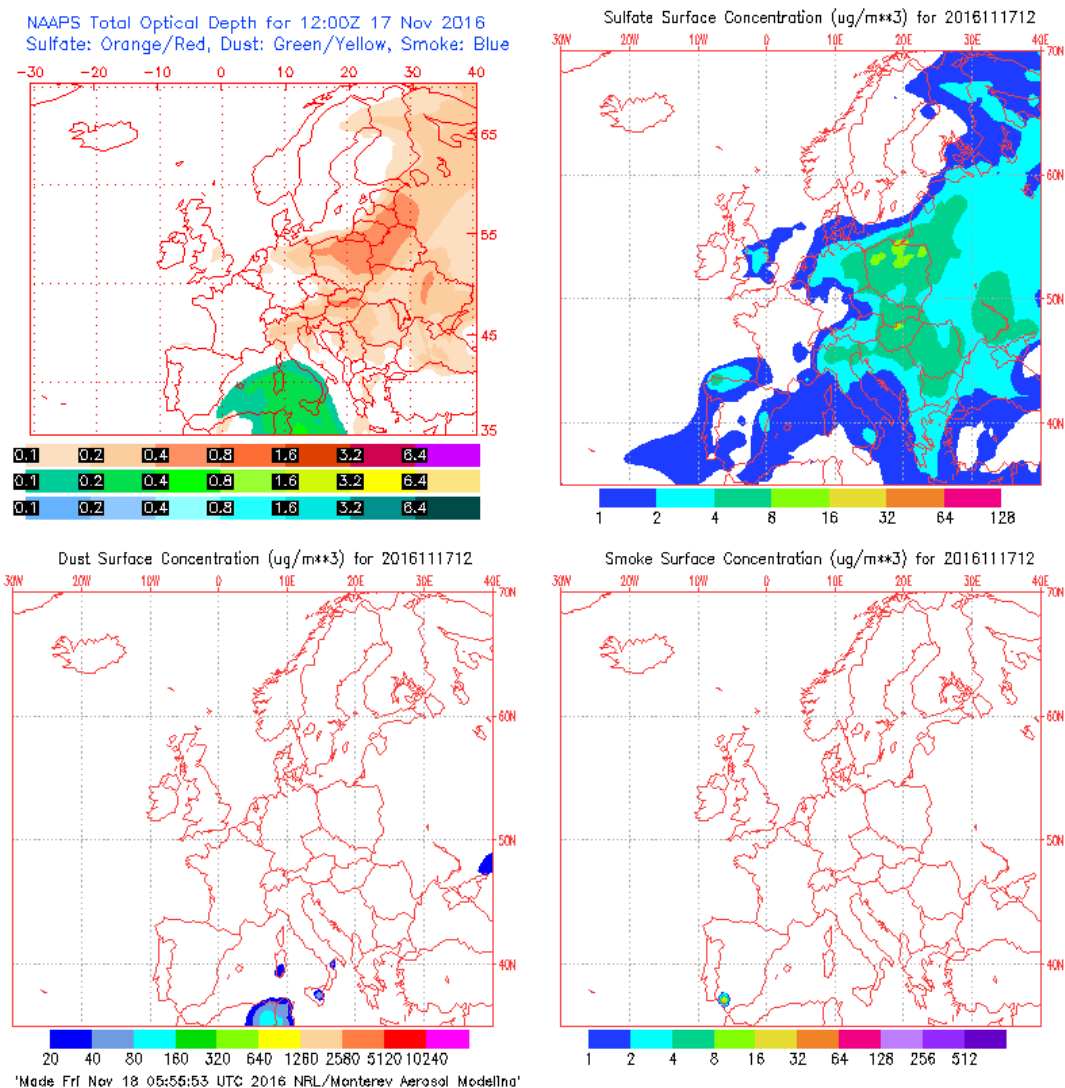 NAAPS Total Optical Depth for 12:00Z 17 Nov 2016
Sulfate: Orange/Red, Dust: Green/Yellow, Smoke: Blue
-30 -20 -10 0 10 20 30 40
65
55
45
35
0.1 0.2 0.4 0.8 1.6 3.2 6.4
0.1 0.2 0.4 0.8 1.6 3.2 6.4
0.1 0.2 0.4 0.8 1.6 3.2 6.4
Sulfate Surface Concentration (ug/m**3) for 2016111712
30W 20W 10W 0 10E 20E 30E 40E
70N
60N
50N
40N
1 2 4 8 16 32 64 128
Dust Surface Concentration (ug/m**3) for 2016111712
30W 20W 10W 0 10E 20E 30E 40E
70N
60N
50N
40N
20 40 80 160 320 640 1280 2580 5120 10240
'Made Fri Nov 18 05:55:53 UTC 2016 NRL/Monterey Aerosol Modeling'
Smoke Surface Concentration (ug/m**3) for 2016111712
30W 20W 10W 0 10E 20E 30E 40E
70N
60N
50N
40N
1 2 4 8 16 32 64 128 256 512